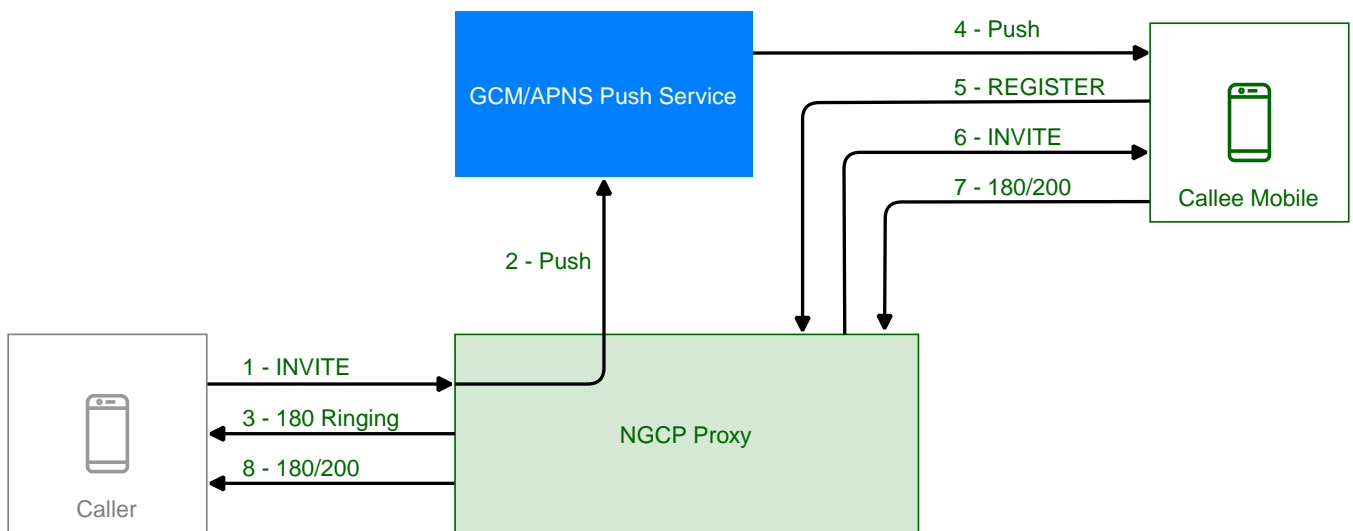 4 - Push
GCM/APNS Push Service
5 - REGISTER
6 - INVITE
7 - 180/200
Callee Mobile
2 - Push
1 - INVITE
3 - 180 Ringing
NGCP Proxy
8 - 180/200
Caller